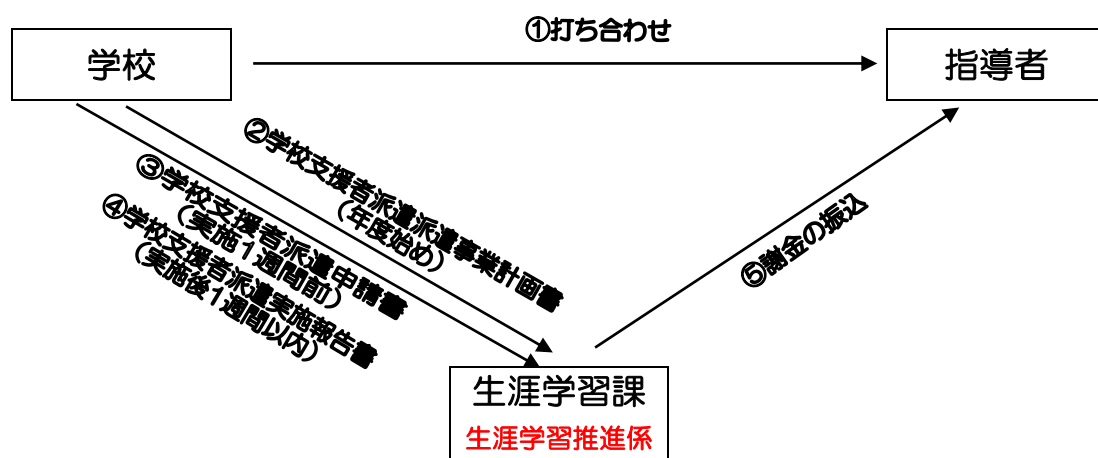 ①打ち合わせ
学校
指導者
②学校支援者派遣派遣事業計画書
（年度始め）
③学校支援者派遣申請書
（実施１週間前）
④学校支援者派遣実施報告書
（実施後１週間以内）
⑤謝金の振込
生涯学習課
生涯学習推進係